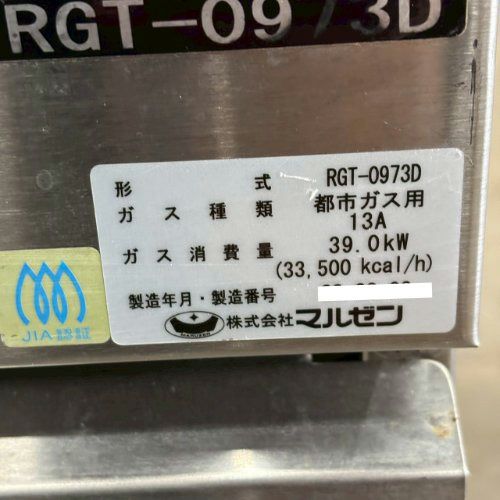 RGT-0973D
形式 RGT-0973D
ガス種類 都市ガス用
13A
ガス消費量 39.0kW
(33,500 kcal/h)
製造年月・製造番号
MARUZEN 株式会社マルゼン
JIA認証